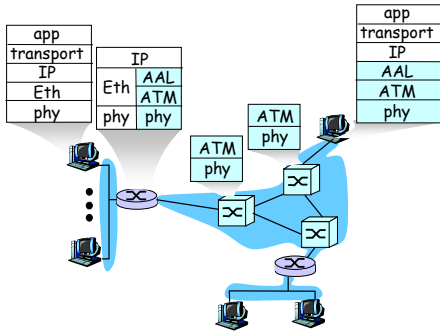 app
transport
IP
Eth
phy
IP
Eth
AAL
ATM
phy
phy
ATM
phy
ATM
phy
app
transport
IP
AAL
ATM
phy